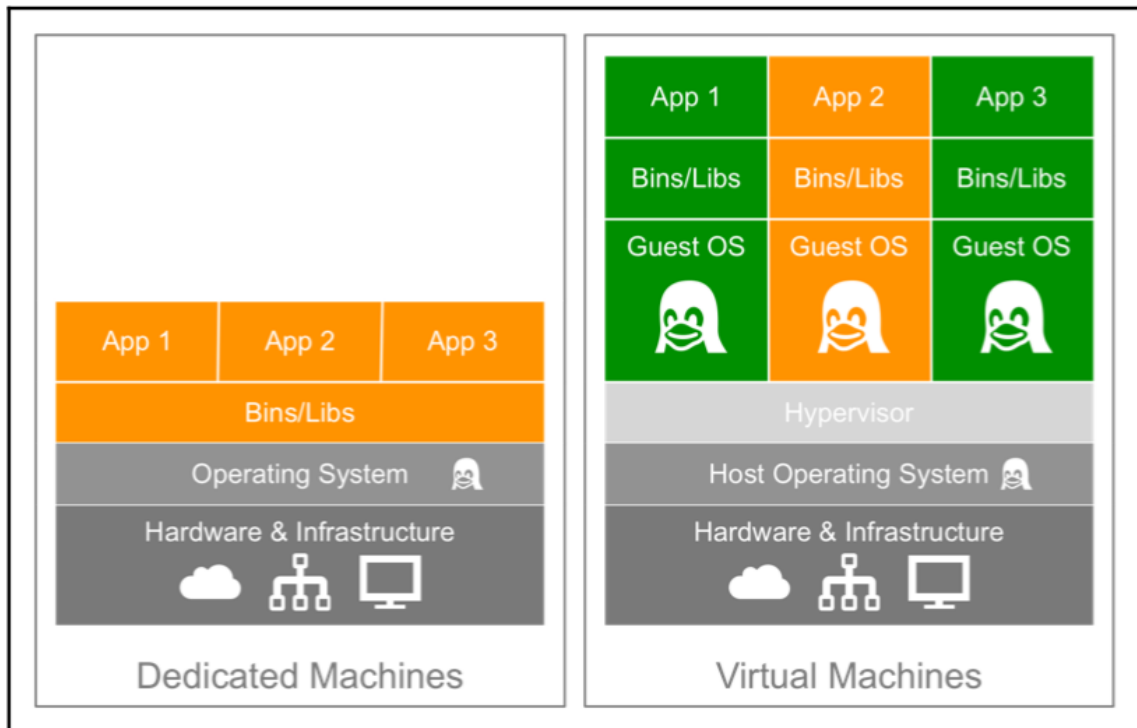 App 1 App 2 App 3
Bins/Libs
Operating System
Hardware & Infrastructure
Dedicated Machines
App 1 App 2 App 3
Bins/Libs Bins/Libs Bins/Libs
Guest OS Guest OS Guest OS
Hypervisor
Host Operating System
Hardware & Infrastructure
Virtual Machines